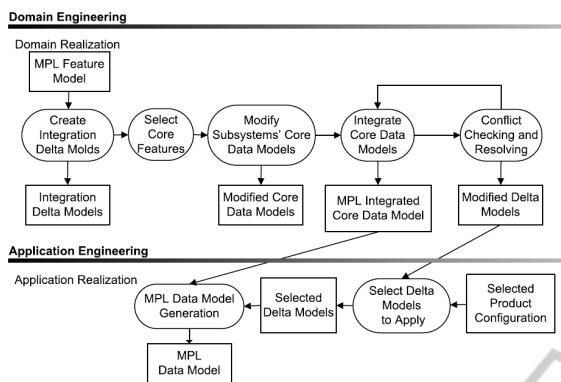 Domain Engineering
Domain Realization
MPL Feature
Model
Create
Integration
Delta Molds
Select
Core
Features
Modify
Subsystems' Core
Data Models
Integrate
Core Data
Models
Conflict
Checking and
Resolving
Integration
Delta Models
Modified Core
Data Models
MPL Integrated
Core Data Model
Modified Delta
Models
Application Engineering
Application Realization
MPL Data Model
Generation
Selected
Delta Models
Select Delta
Models
to Apply
Selected
Product
Configuration
MPL
Data Model